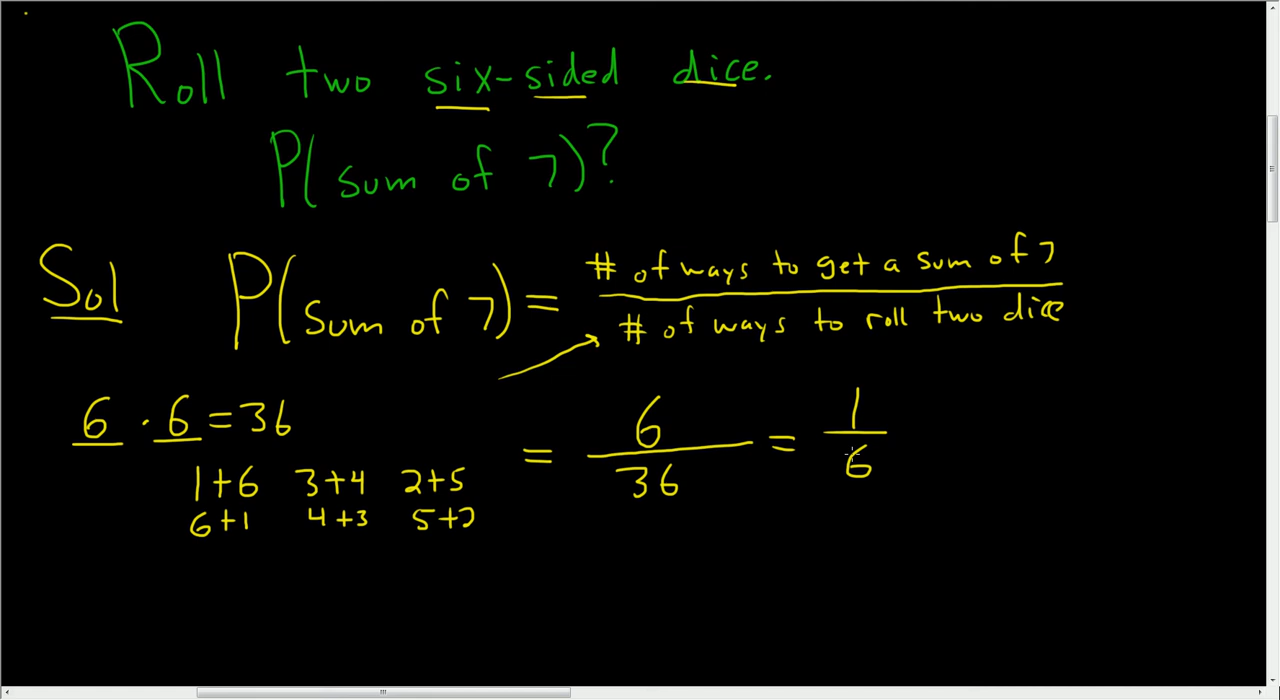 Roll two six-sided dice.
P(sum of 7)?
Sol P(sum of 7) = # of ways to get a sum of 7 / # of ways to roll two dice
6 · 6 = 36
= 6/36 = 1/6
1+6 3+4 2+5
6+1 4+3 5+2